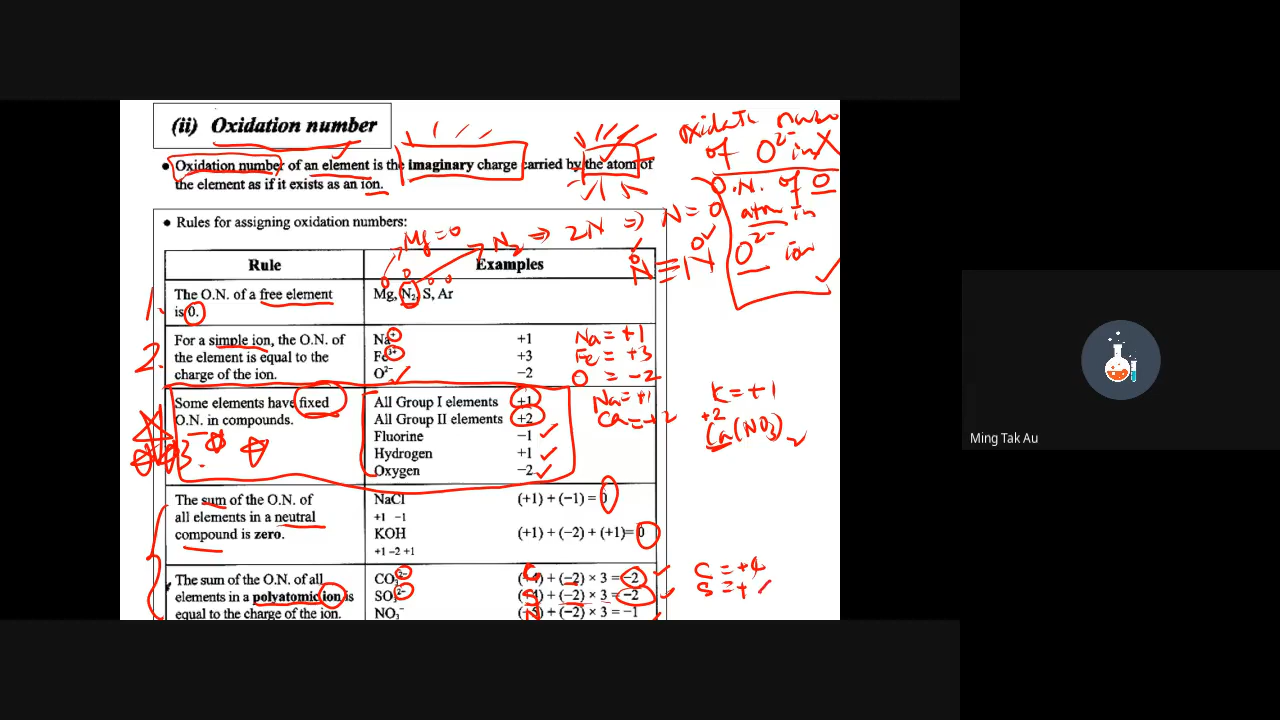 (ii) Oxidation number
• Oxidation number of an element is the imaginary charge carried by the atom of
the element as if it exists as an ion.
of O²⁻ in X
O.N. of O
atom in
O²⁻ ion
• Rules for assigning oxidation numbers:
Mg = 0
N₂ ⇒ 2N ⇒ N = 0
Rule
Examples
1.
The O.N. of a free element
is 0.
Mg, N₂, S, Ar
2.
For a simple ion, the O.N. of
the element is equal to the
charge of the ion.
Na⁺ +1
Fe³⁺ +3
O²⁻ −2
Na = +1
Fe = +3
O = −2
3.
Some elements have fixed
O.N. in compounds.
All Group I elements +1
All Group II elements +2
Fluorine −1
Hydrogen +1
Oxygen −2
Na = +1
Ca = +2
K = +1
+2
Ca(NO₃)₂
The sum of the O.N. of
all elements in a neutral
compound is zero.
NaCl (+1) + (−1) = 0
+1 −1
KOH (+1) + (−2) + (+1)= 0
+1 −2 +1
The sum of the O.N. of all
elements in a polyatomic ion is
equal to the charge of the ion.
CO₃²⁻ (+4) + (−2) × 3 = −2
SO₃²⁻ (+4) + (−2) × 3 = −2
NO₃⁻ (+5) + (−2) × 3 = −1
C = +4
Ming Tak Au